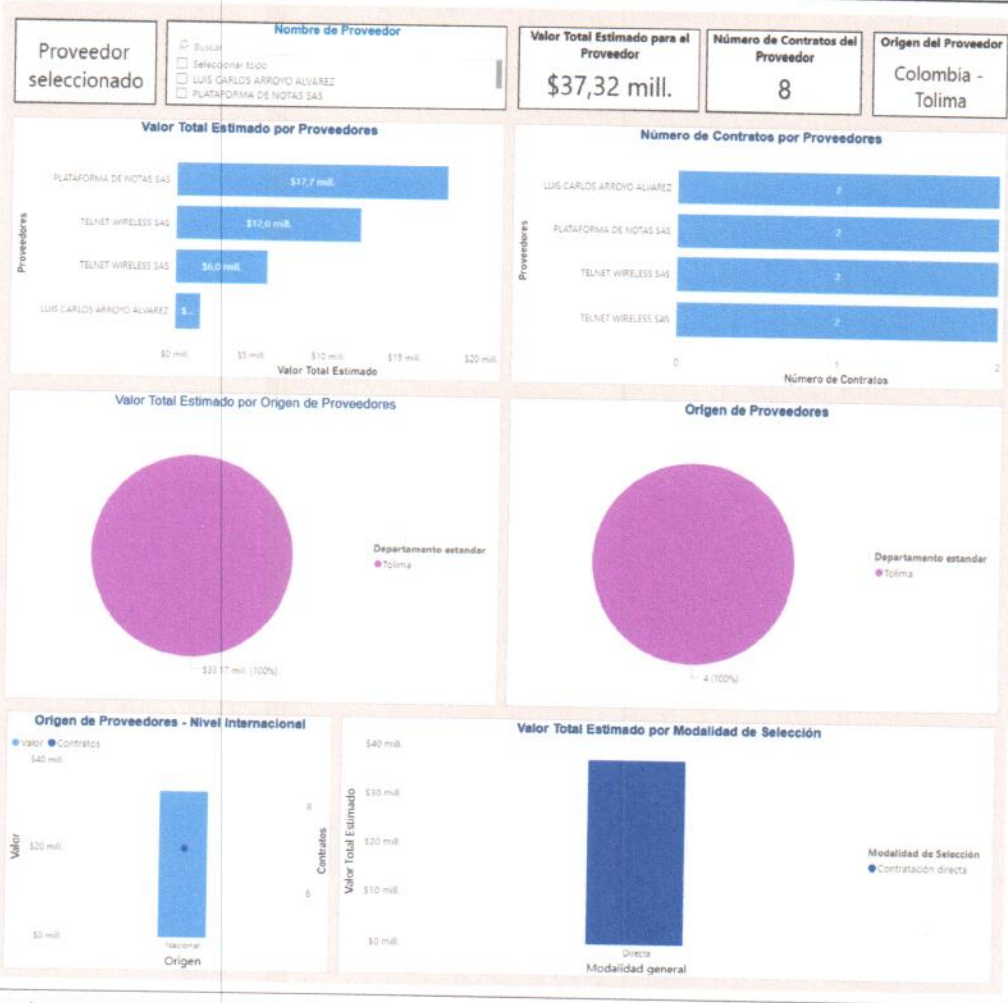 Proveedor
seleccionado
Nombre de Proveedor
Buscar
Seleccionar todo
LUIS CARLOS ARROYO ALVAREZ
PLATAFORMA DE NOTAS SAS
Valor Total Estimado para el
Proveedor
$37,32 mill.
Número de Contratos del
Proveedor
8
Origen del Proveedor
Colombia -
Tolima
Valor Total Estimado por Proveedores
Proveedores
PLATAFORMA DE NOTAS SAS
$17,7 mill.
TELNET WIRELESS SAS
$12,0 mill.
TELNET WIRELESS SAS
$6,0 mill.
LUIS CARLOS ARROYO ALVAREZ
$...
$0 mill.
$5 mill.
$10 mill.
$15 mill.
$20 mill.
Valor Total Estimado
Número de Contratos por Proveedores
Proveedores
LUIS CARLOS ARROYO ALVAREZ
2
PLATAFORMA DE NOTAS SAS
2
TELNET WIRELESS SAS
2
TELNET WIRELESS SAS
2
0
1
2
Número de Contratos
Valor Total Estimado por Origen de Proveedores
Departamento estandar
Tolima
mill. (100%)
Origen de Proveedores
Departamento estandar
Tolima
4 (100%)
Origen de Proveedores - Nivel Internacional
Valor Contratos
$40 mill.
$20 mill.
$0 mill.
Valor
8
6
Contratos
Nacional
Origen
Valor Total Estimado por Modalidad de Selección
$40 mill.
$30 mill.
$20 mill.
$10 mill.
$0 mill.
Valor Total Estimado
Directa
Modalidad general
Modalidad de Selección
Contratación directa